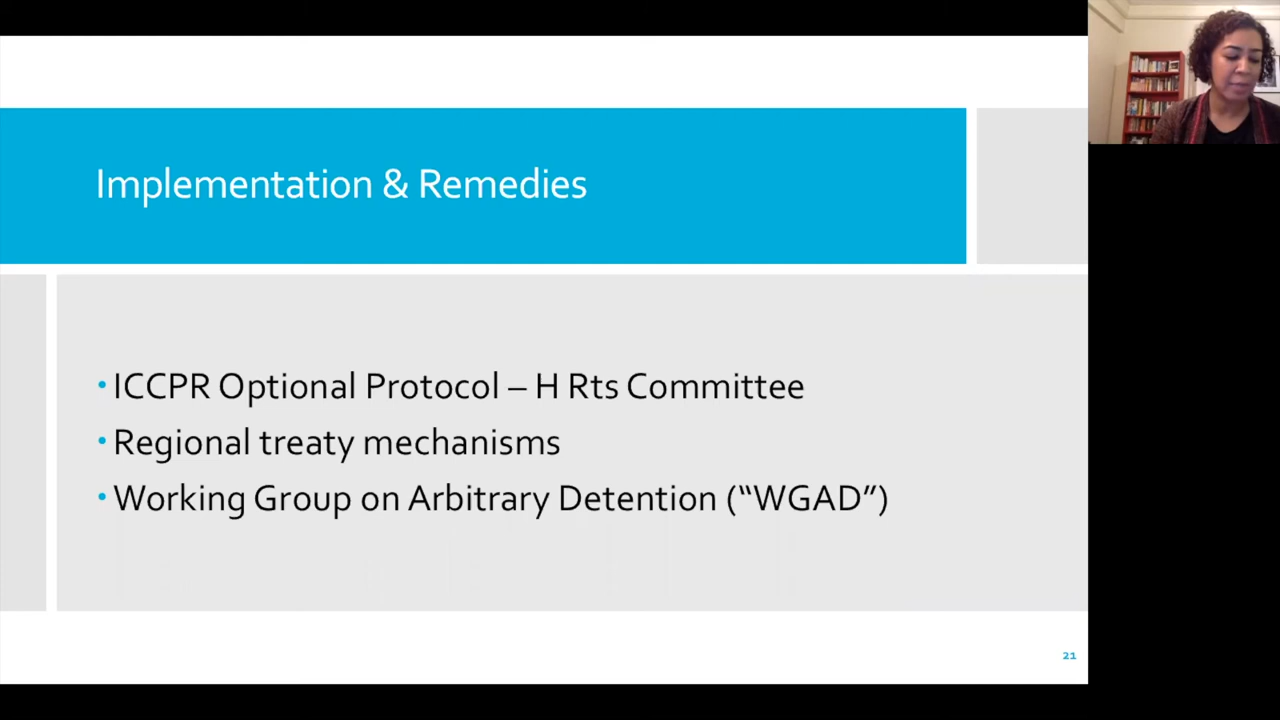 Implementation & Remedies
• ICCPR Optional Protocol – H Rts Committee
• Regional treaty mechanisms
• Working Group on Arbitrary Detention (“WGAD”)
21